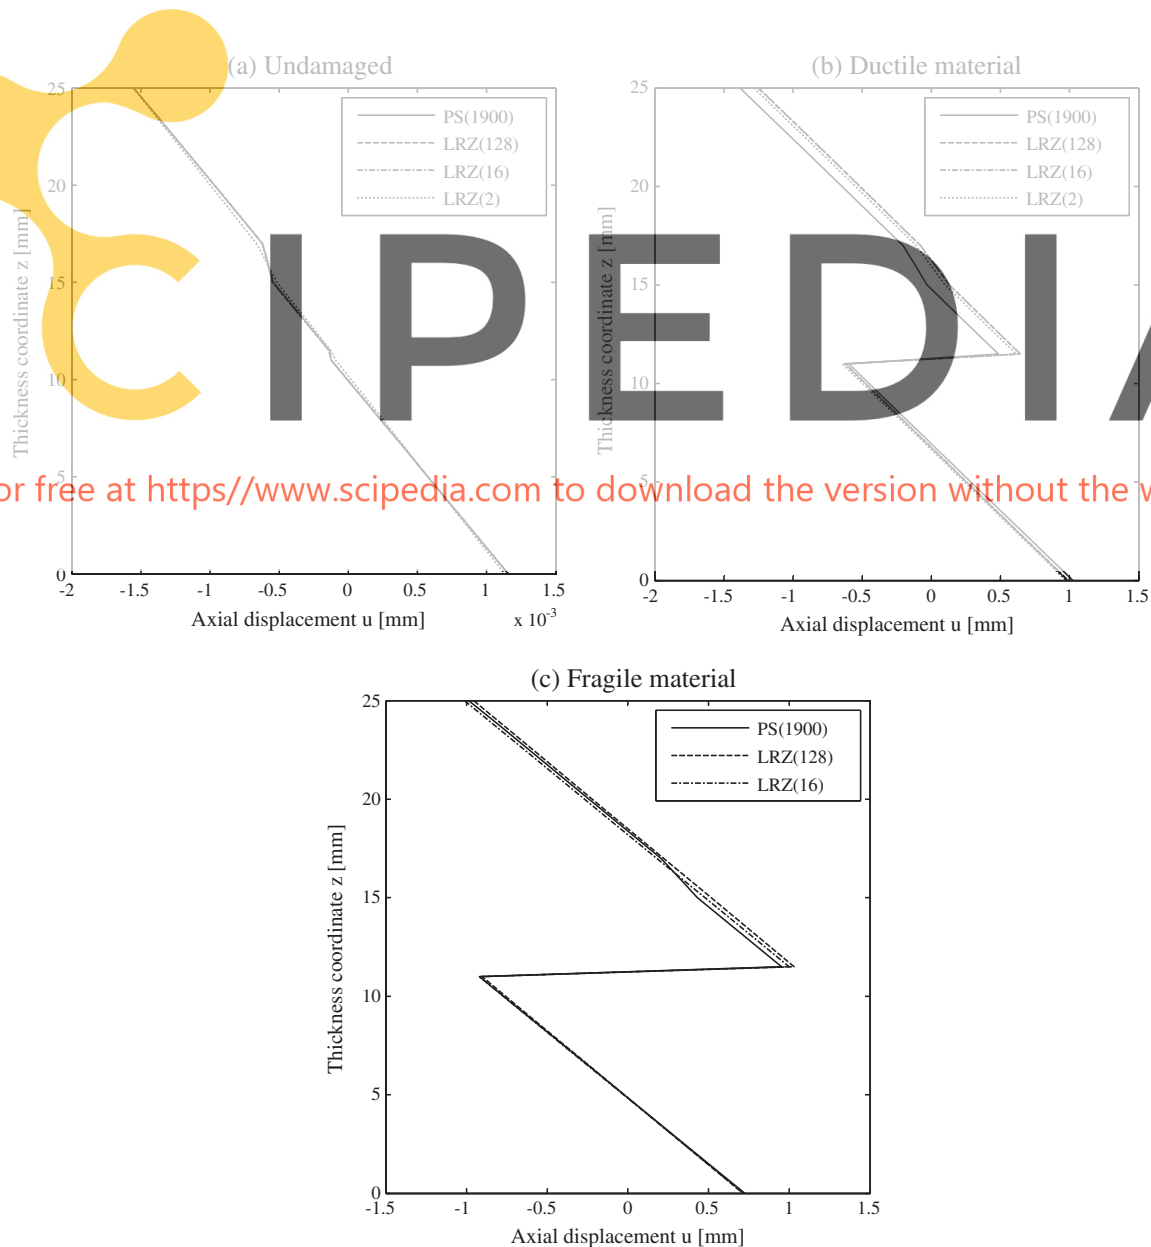 (a) Undamaged
25
20
15
10
5
0
-2
-1.5
-1
-0.5
0
0.5
1
1.5
x 10-3
Thickness coordinate z [mm]
Axial displacement u [mm]
PS(1900)
LRZ(128)
LRZ(16)
LRZ(2)
(b) Ductile material
25
20
15
10
5
0
-2
-1.5
-1
-0.5
0
0.5
1
1.5
Thickness coordinate z [mm]
Axial displacement u [mm]
PS(1900)
LRZ(128)
LRZ(16)
LRZ(2)
CIPEDIA
or free at https//www.scipedia.com to download the version without the
(c) Fragile material
25
20
15
10
5
0
-1.5
-1
-0.5
0
0.5
1
1.5
Thickness coordinate z [mm]
Axial displacement u [mm]
PS(1900)
LRZ(128)
LRZ(16)